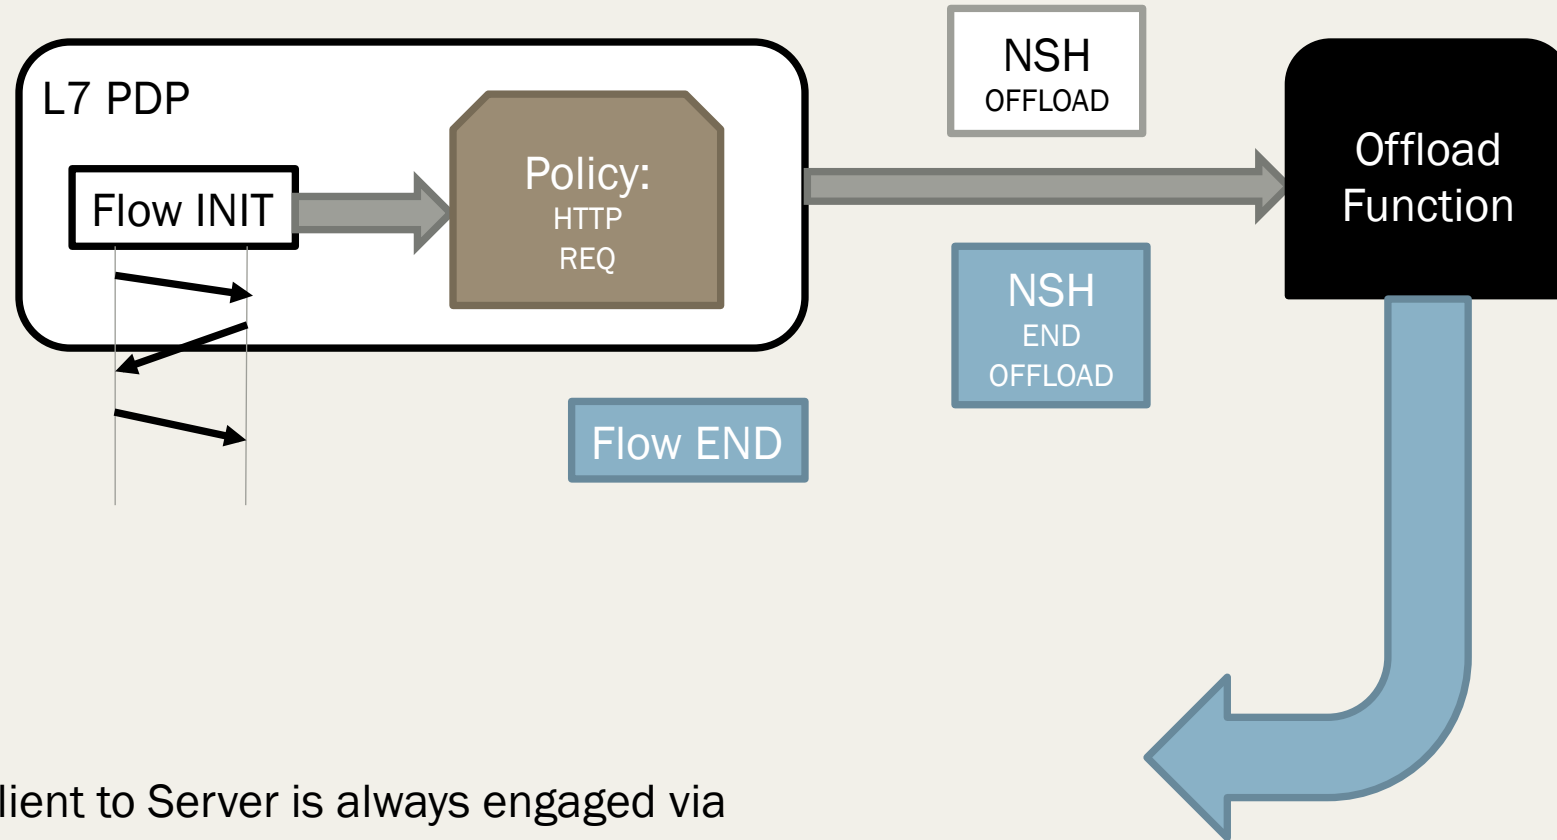 L7 PDP
Flow INIT
Policy:
HTTP
REQ
NSH
OFFLOAD
Offload
Function
NSH
END
OFFLOAD
Flow END
lient to Server is always engaged via